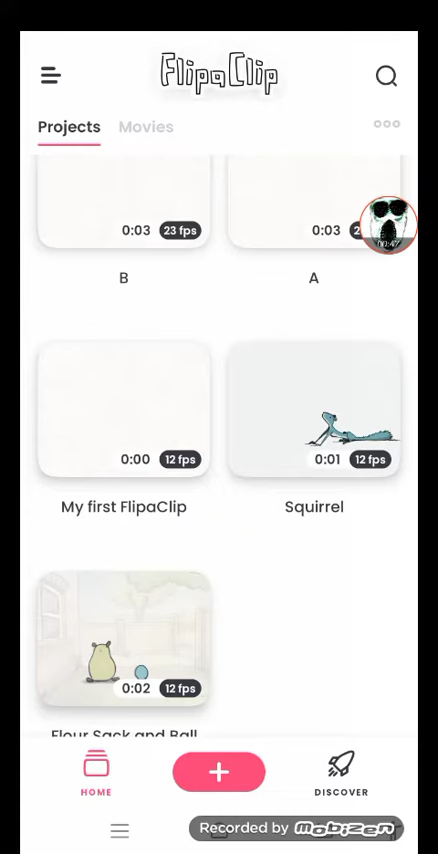 FlipaClip
Projects Movies
0:03 23 fps
0:03
00:47
B
A
0:00 12 fps
0:01 12 fps
My first FlipaClip
Squirrel
0:02 12 fps
Flour Sack and Ball
HOME
DISCOVER
Recorded by Mobizen